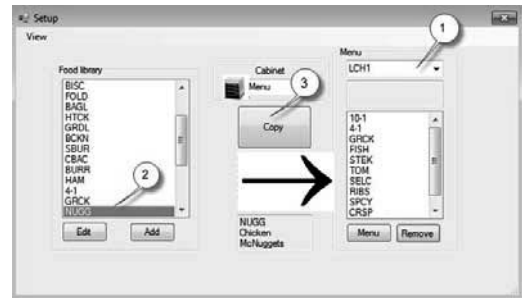 Setup
View
Food library
BISC
FOLD
BAGL
HTCK
GRDL
BCKN
SBUR
CBAC
BURR
HAM
4-1
GRCK
NUGG
2
Edit
Add
Cabinet
Menu
3
Copy
NUGG
Chicken
McNuggets
Menu
1
LCH1
10-1
4-1
GRCK
FISH
STEK
TOM
SELC
RIBS
SPCY
CRSP
Menu
Remove